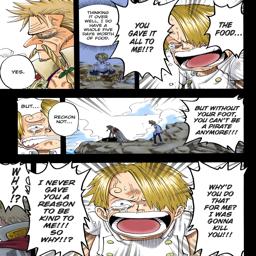 THE
FOOD...
YOU
GAVE IT
ALL TO
ME!!!?
THINKING
IT OVER
WELL, I DO
HAVE A
WHOLE FIVE
DAYS WORTH
OF FOOD.
YES.
BUT WITHOUT
YOUR FOOT,
YOU CAN'T BE
A PIRATE
ANYMORE!!!
RECKON
NOT...
BUT...
WHY'D
YOU DO
THAT FOR
ME? I
WAS
GONNA
KILL
YOU!!!
I NEVER
GAVE
YOU A
REASON
TO BE
KIND TO
ME!!!
SO
WHY!!?
WHY!?